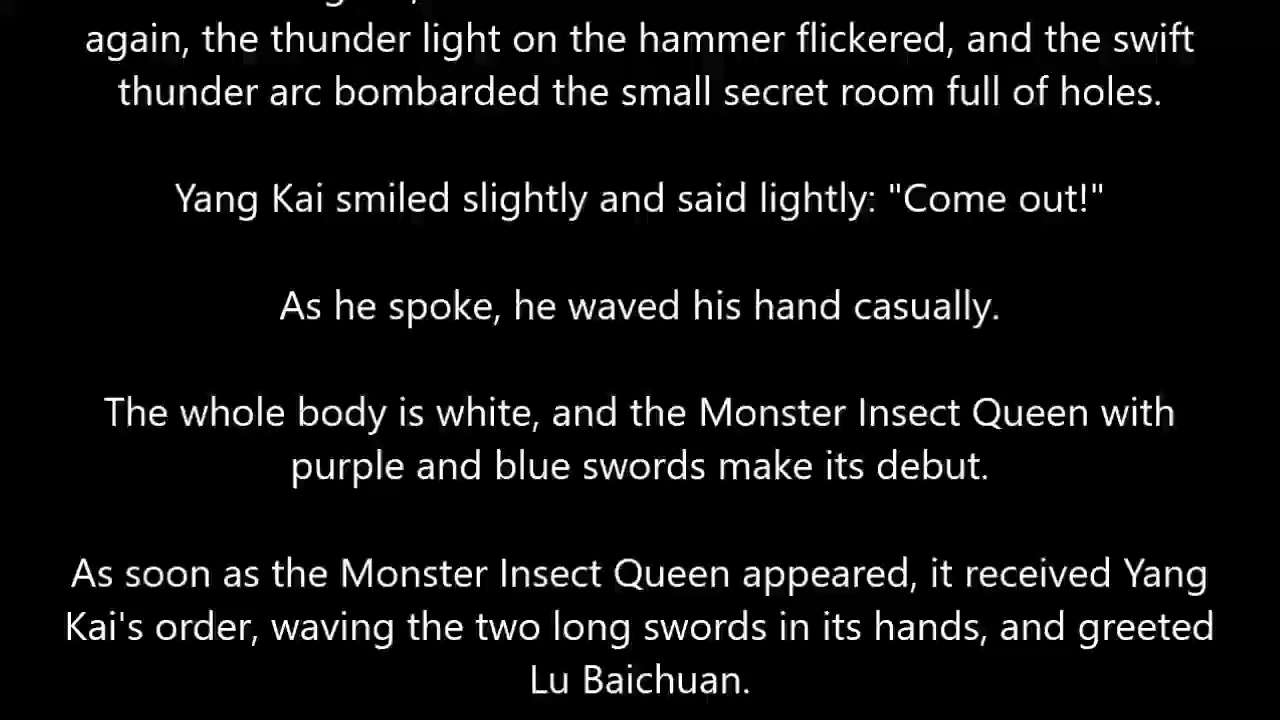 again, the thunder light on the hammer flickered, and the swift
thunder arc bombarded the small secret room full of holes.
Yang Kai smiled slightly and said lightly: "Come out!"
As he spoke, he waved his hand casually.
The whole body is white, and the Monster Insect Queen with
purple and blue swords make its debut.
As soon as the Monster Insect Queen appeared, it received Yang
Kai's order, waving the two long swords in its hands, and greeted
Lu Baichuan.